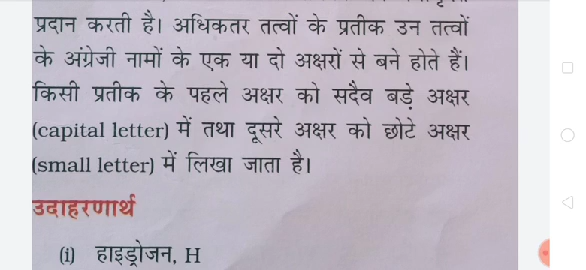 प्रदान करती है। अधिकतर तत्वों के प्रतीक उन तत्वों
के अंग्रेजी नामों के एक या दो अक्षरों से बने होते हैं।
किसी प्रतीक के पहले अक्षर को सदैव बड़े अक्षर
(capital letter) में तथा दूसरे अक्षर को छोटे अक्षर
(small letter) में लिखा जाता है।
उदाहरणार्थ
(i) हाइड्रोजन, H